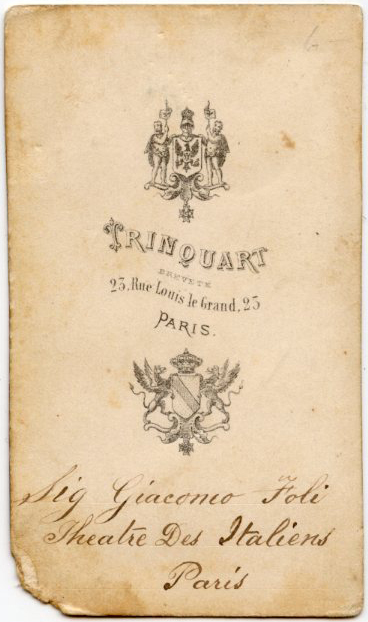 TRINQUART
BREVETÉ
23, Rue Louis le Grand, 23
PARIS.
Sig Giacomo Foli
Theatre Des Italiens
Paris